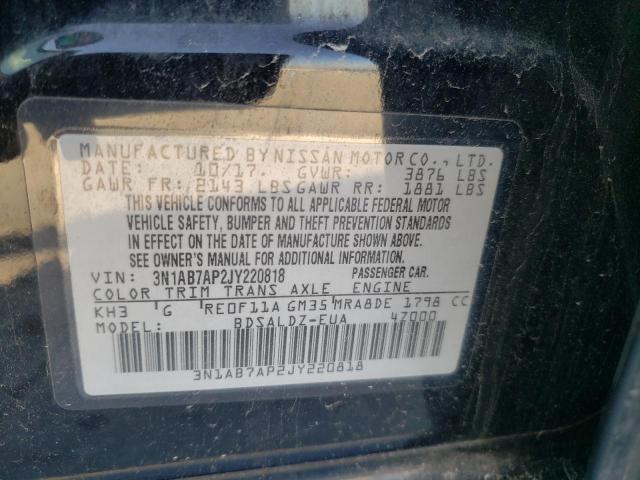 MANUFACTURED BY NISSAN MOTOR CO., LTD.
DATE: 10/17. GVWR: 3876 LBS
GAWR FR: 2143 LBS GAWR RR: 1881 LBS
THIS VEHICLE CONFORMS TO ALL APPLICABLE FEDERAL MOTOR
VEHICLE SAFETY, BUMPER AND THEFT PREVENTION STANDARDS
IN EFFECT ON THE DATE OF MANUFACTURE SHOWN ABOVE.
SEE OWNER'S MANUAL FOR ADDITIONAL INFORMATION.
VIN: 3N1AB7AP2JY220818 PASSENGER CAR.
COLOR TRIM TRANS AXLE ENGINE
KH3 G RE0F11A GM35 MRA8DE 1798 CC
MODEL: BDSALDZ-EUA 47000
3N1AB7AP2JY220818